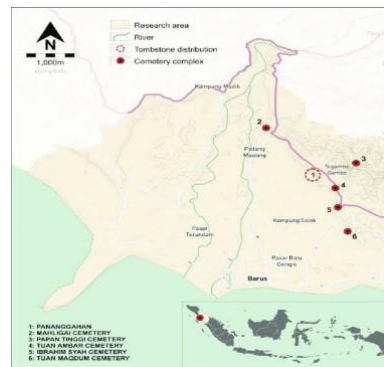 Research area
River
Tombstone distribution
Cemetery complex
N
1,000m
Kampung Mudik
2
Padang Masiang
3
1
4
5
Kampung Solok
6
Pasar Terandam
Pasar Batu Gerigis
Barus
1: PANANGGAHAN
2: MAHLIGAI CEMETERY
3: PAPAN TINGGI CEMETERY
4: TUAN AMBAR CEMETERY
5: IBRAHIM SYAH CEMETERY
6: TUAN MAQDUM CEMETERY